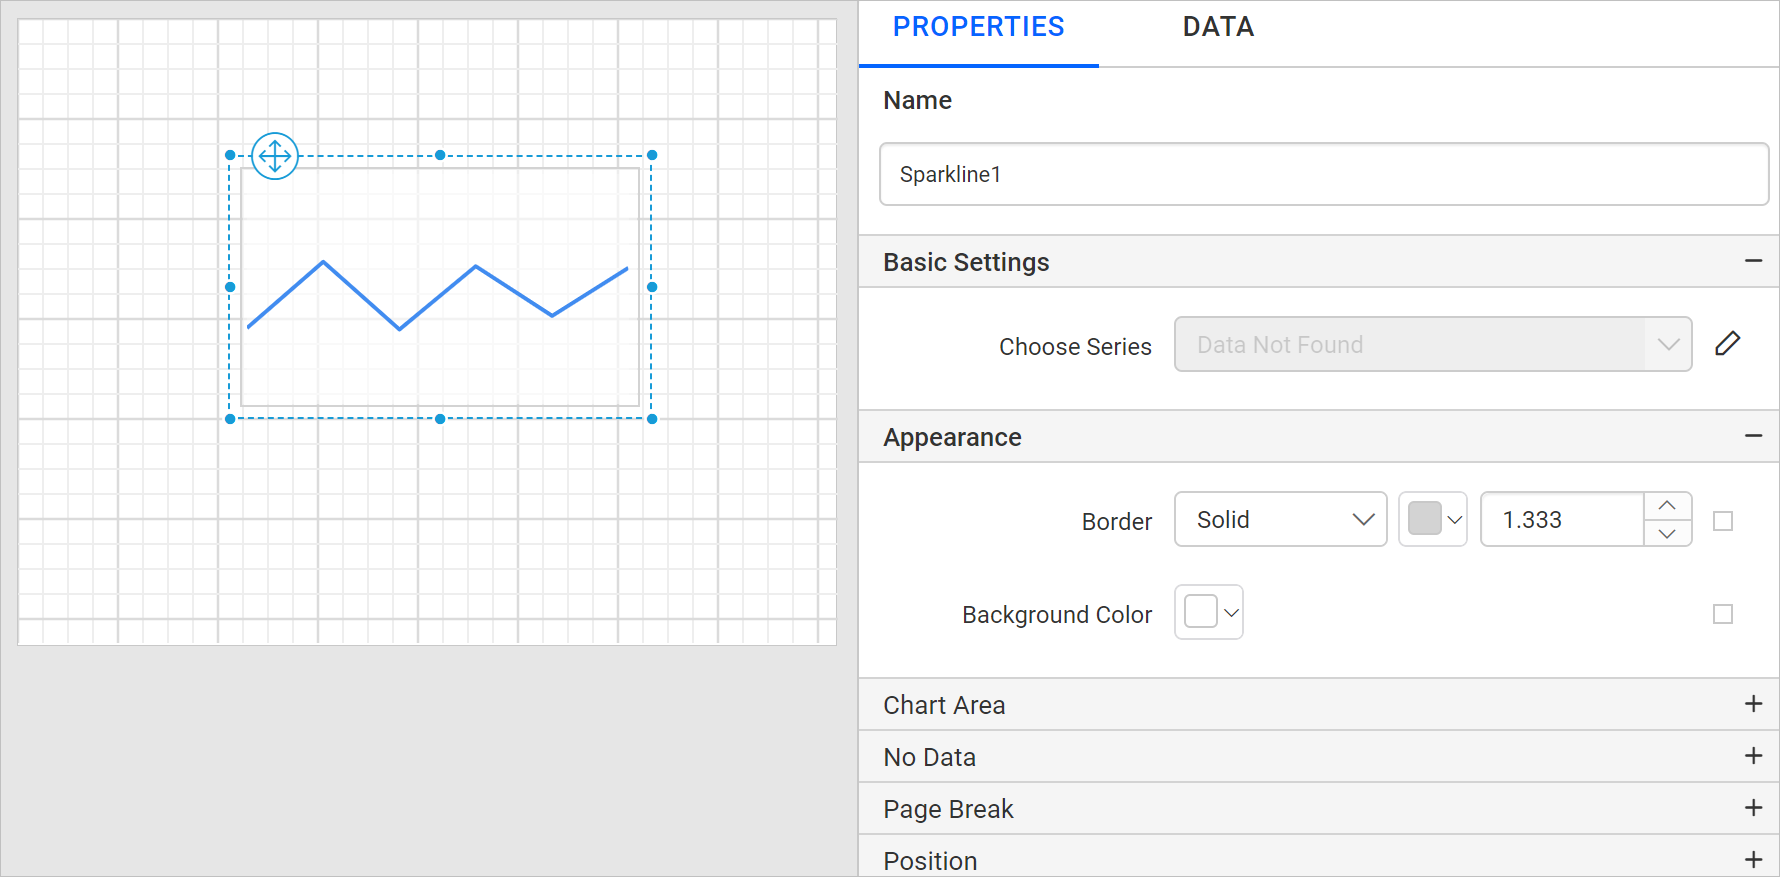 PROPERTIES DATA
Name
Sparkline1
Basic Settings
Choose Series Data Not Found
Appearance
Border Solid 1.333
Background Color
Chart Area
No Data
Page Break
Position